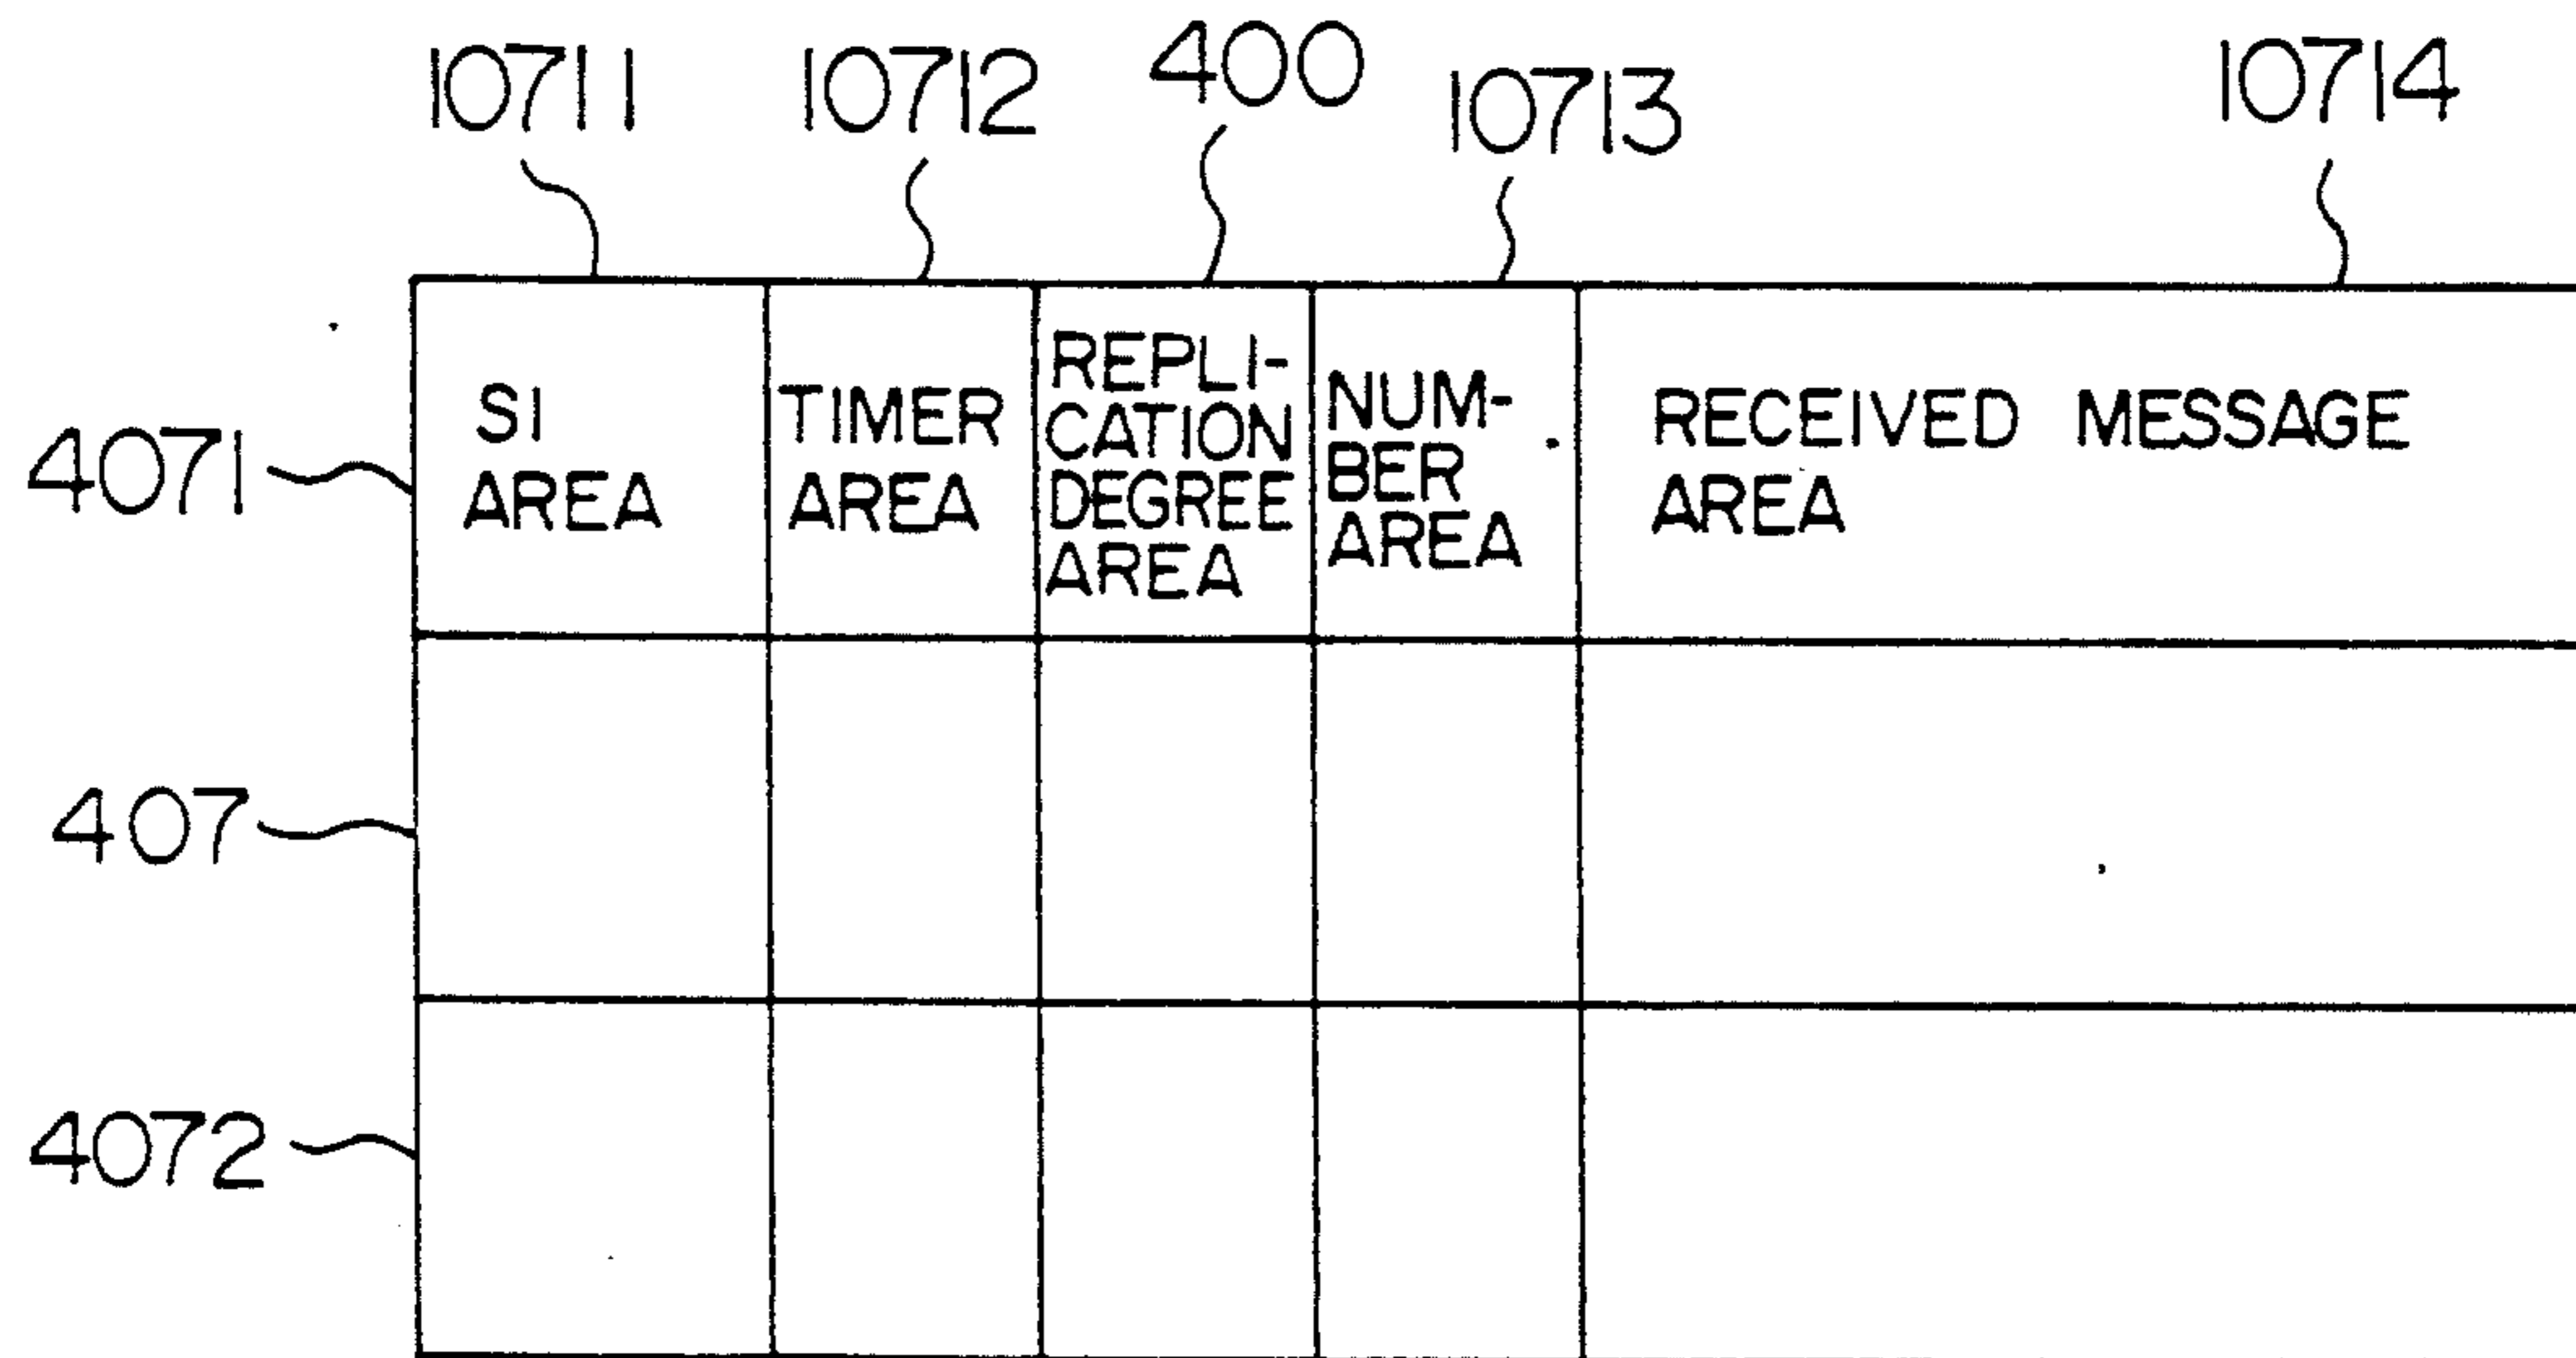 10711 10712 400 10713 10714
4071
SI
AREA
TIMER
AREA
REPLI-
CATION
DEGREE
AREA
NUM-
BER
AREA
RECEIVED MESSAGE
AREA
407
4072